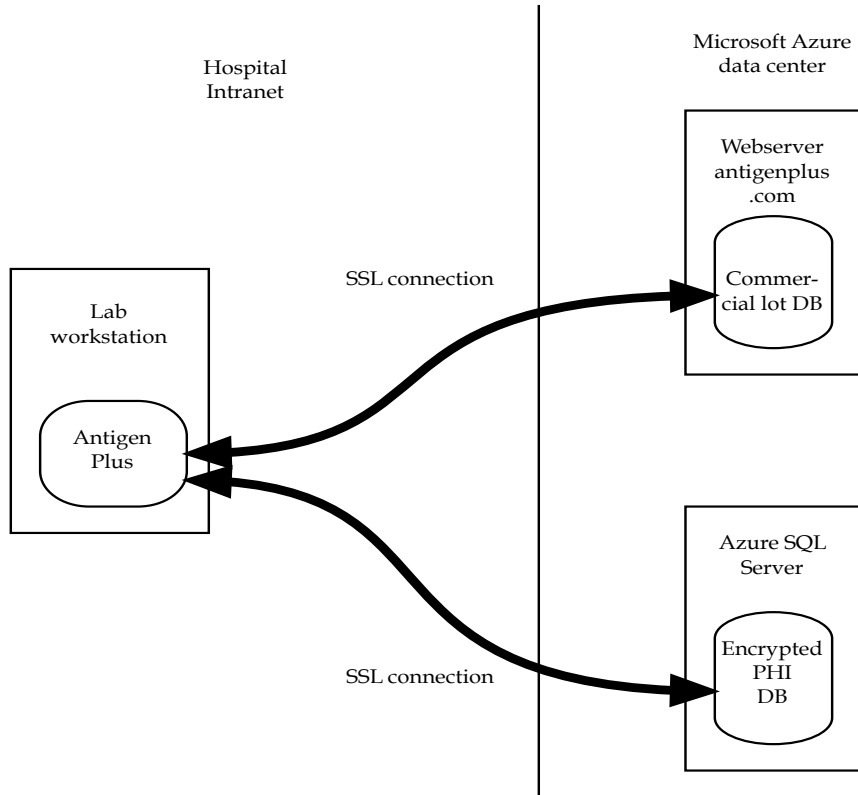 Hospital
Intranet
Microsoft Azure
data center
Webserver
antigenplus
.com
Commer-
cial lot DB
SSL connection
Lab
workstation
Antigen
Plus
Azure SQL
Server
Encrypted
PHI
DB
SSL connection